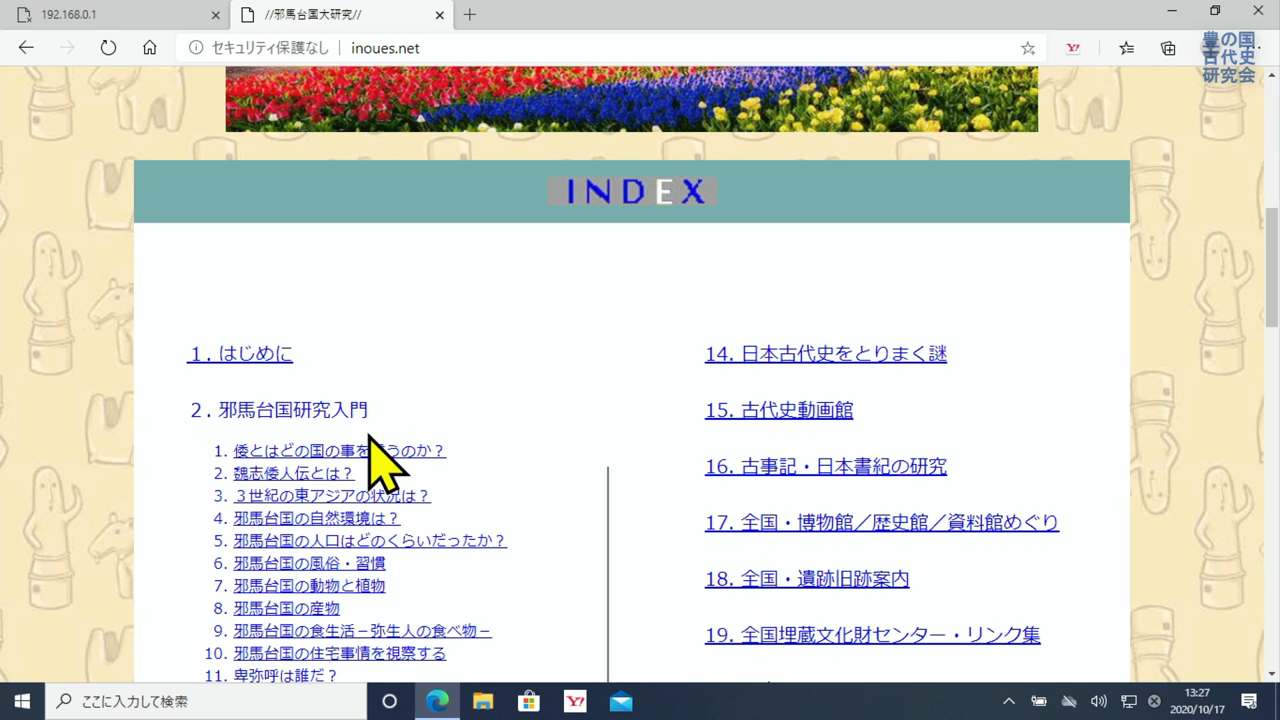 192.168.0.1
//邪馬台国大研究//
セキュリティ保護なし
inoues.net
豊の国
古代史
研究会
INDEX
１. はじめに
２. 邪馬台国研究入門
1. 倭とはどの国の事を言うのか？
2. 魏志倭人伝とは？
3. ３世紀の東アジアの状況は？
4. 邪馬台国の自然環境は？
5. 邪馬台国の人口はどのくらいだったか？
6. 邪馬台国の風俗・習慣
7. 邪馬台国の動物と植物
8. 邪馬台国の産物
9. 邪馬台国の食生活－弥生人の食べ物－
10. 邪馬台国の住宅事情を視察する
11. 卑弥呼は誰だ？
14. 日本古代史をとりまく謎
15. 古代史動画館
16. 古事記・日本書紀の研究
17. 全国・博物館／歴史館／資料館めぐり
18. 全国・遺跡旧跡案内
19. 全国埋蔵文化財センター・リンク集
ここに入力して検索
13:27
2020/10/17